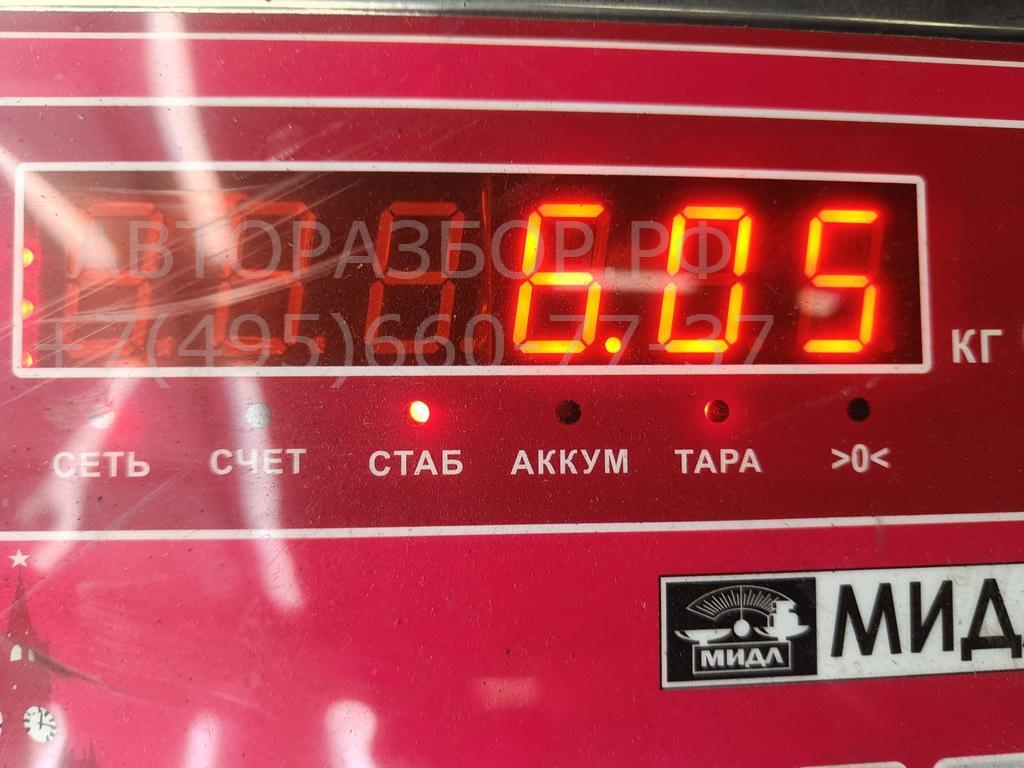 АВТОРАЗБОР.РФ
6.05
+7(495)660-77-37
КГ
СЕТЬ СЧЕТ СТАБ АККУМ ТАРА >0<
МИДЛ МИД